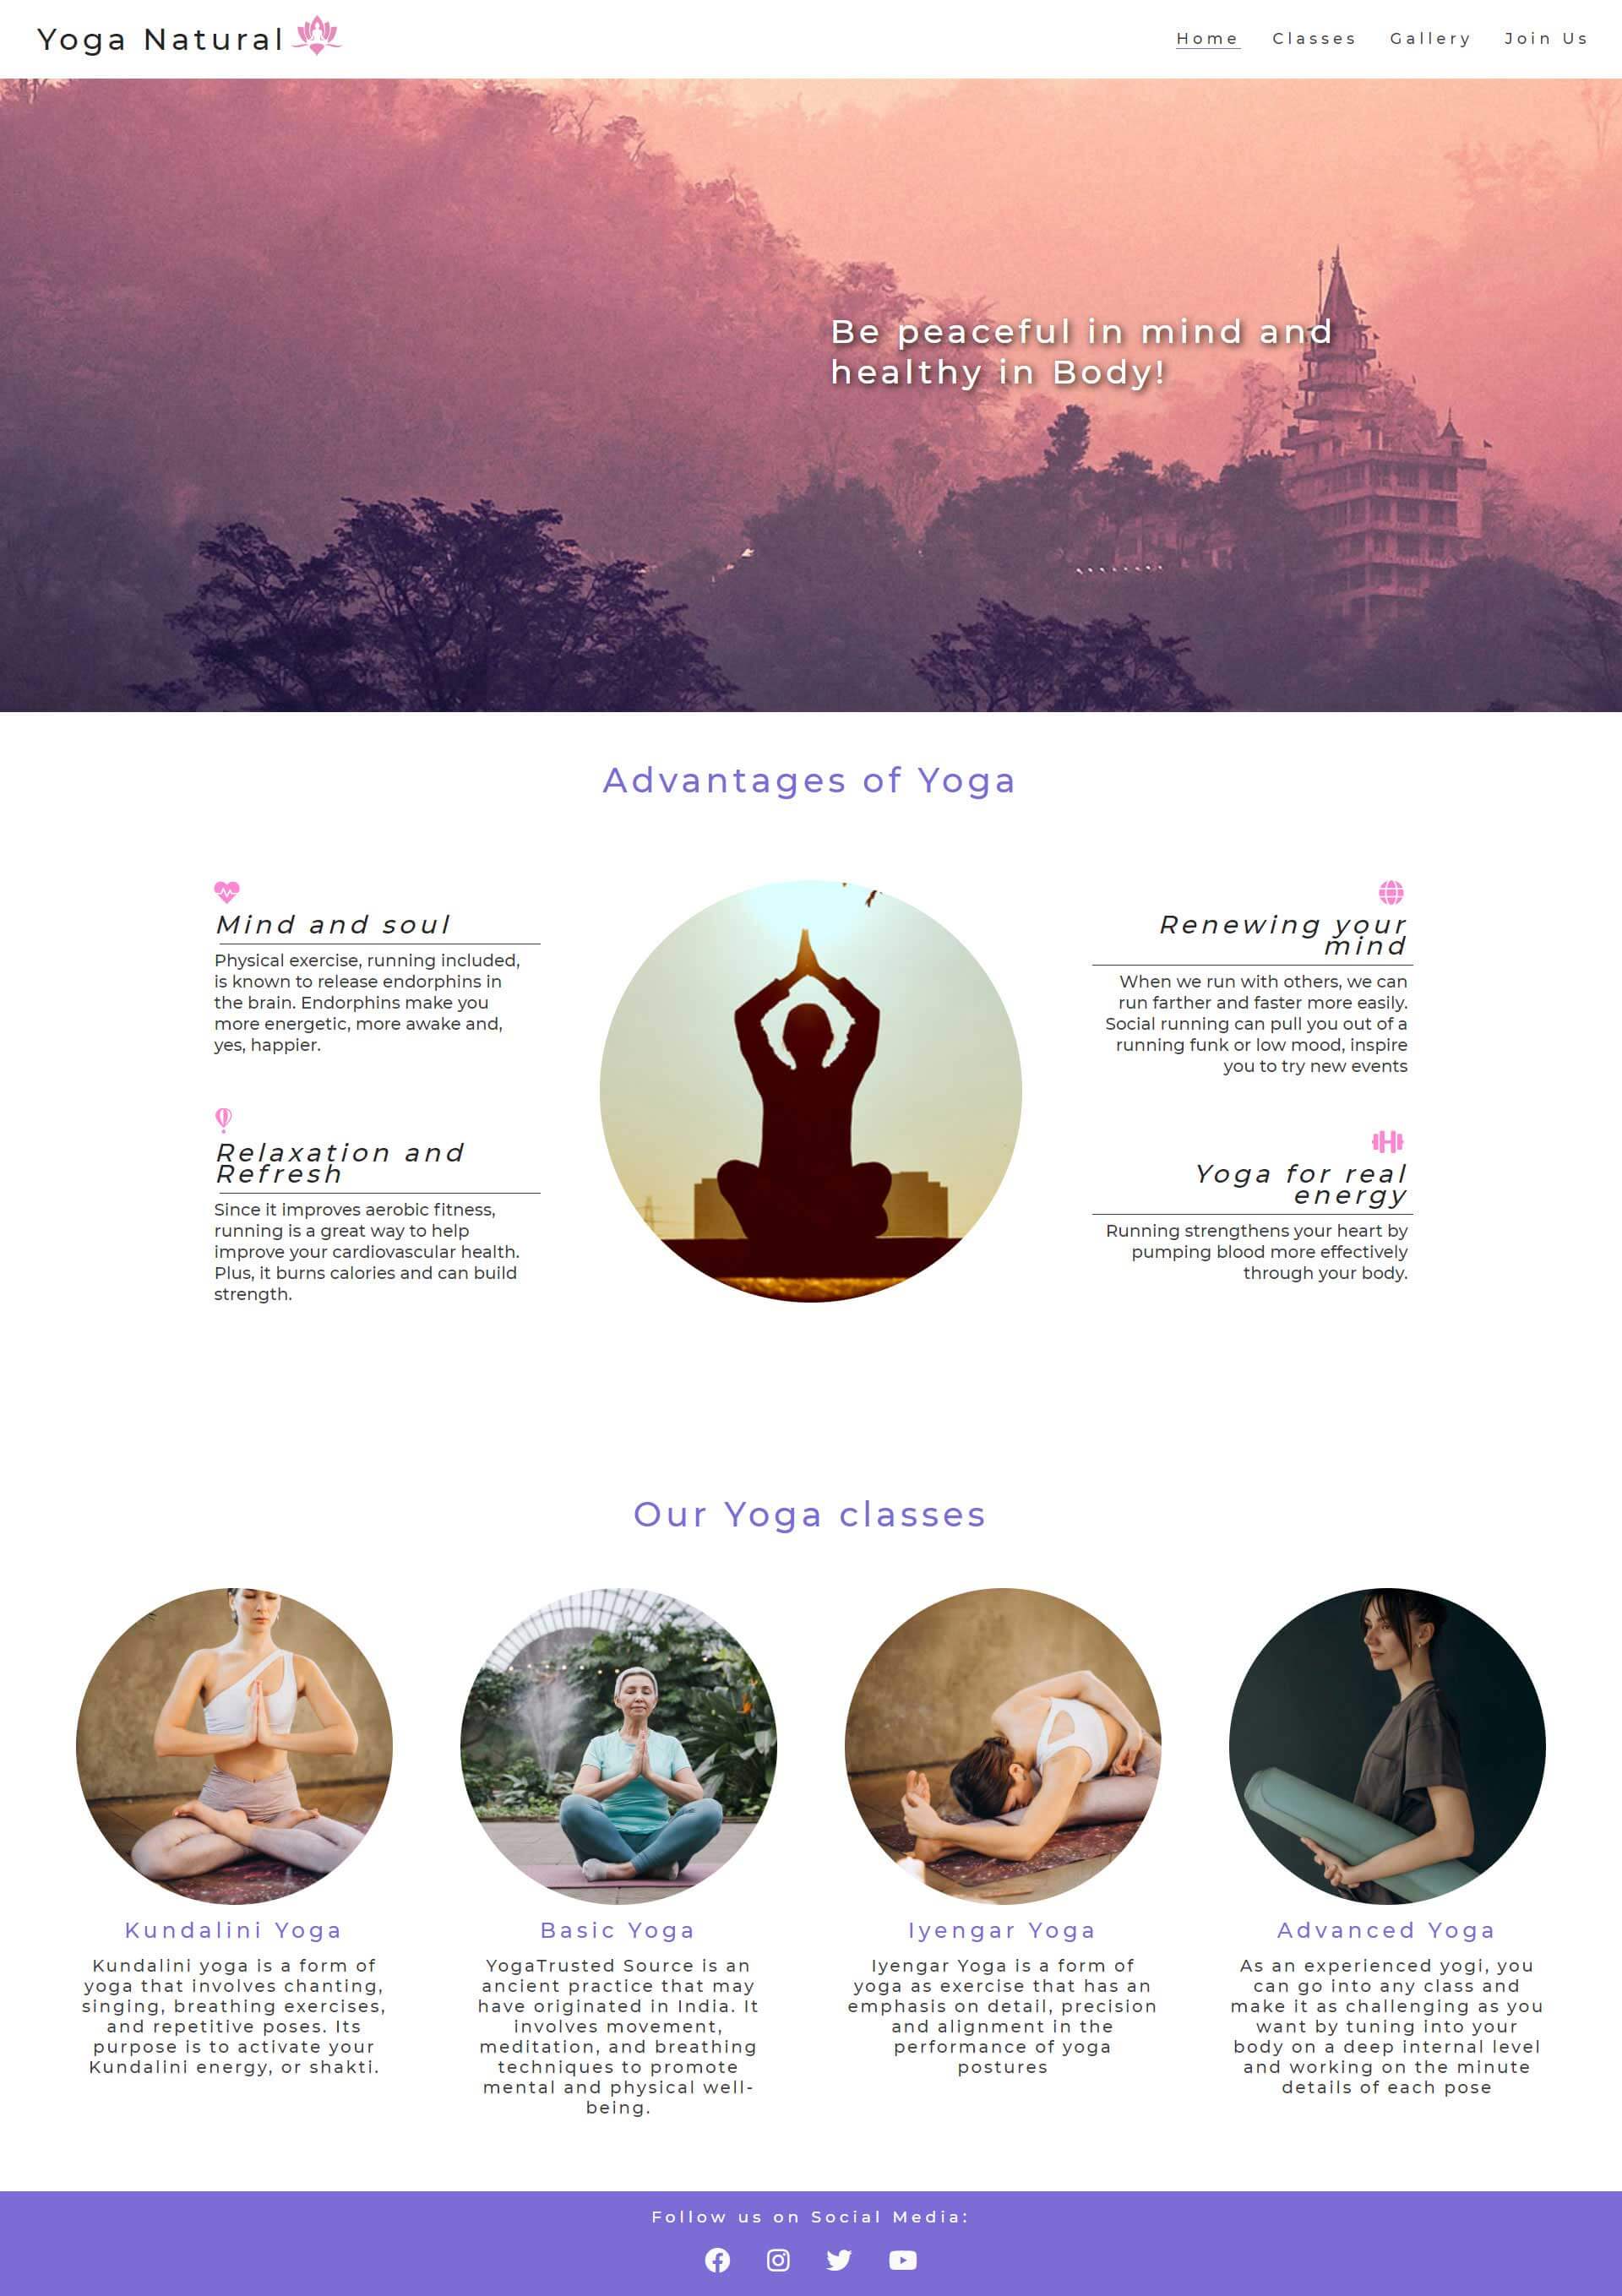 Yoga Natural
Home Classes Gallery Join Us
Be peaceful in mind and
healthy in Body!
Advantages of Yoga
Mind and soul
Physical exercise, running included,
is known to release endorphins in
the brain. Endorphins make you
more energetic, more awake and,
yes, happier.
Relaxation and
Refresh
Since it improves aerobic fitness,
running is a great way to help
improve your cardiovascular health.
Plus, it burns calories and can build
strength.
Renewing your
mind
When we run with others, we can
run farther and faster more easily.
Social running can pull you out of a
running funk or low mood, inspire
you to try new events
Yoga for real
energy
Running strengthens your heart by
pumping blood more effectively
through your body.
Our Yoga classes
Kundalini Yoga
Kundalini yoga is a form of
yoga that involves chanting,
singing, breathing exercises,
and repetitive poses. Its
purpose is to activate your
Kundalini energy, or shakti.
Basic Yoga
YogaTrusted Source is an
ancient practice that may
have originated in India. It
involves movement,
meditation, and breathing
techniques to promote
mental and physical well-
being.
Iyengar Yoga
Iyengar Yoga is a form of
yoga as exercise that has an
emphasis on detail, precision
and alignment in the
performance of yoga
postures
Advanced Yoga
As an experienced yogi, you
can go into any class and
make it as challenging as you
want by tuning into your
body on a deep internal level
and working on the minute
details of each pose
Follow us on Social Media: